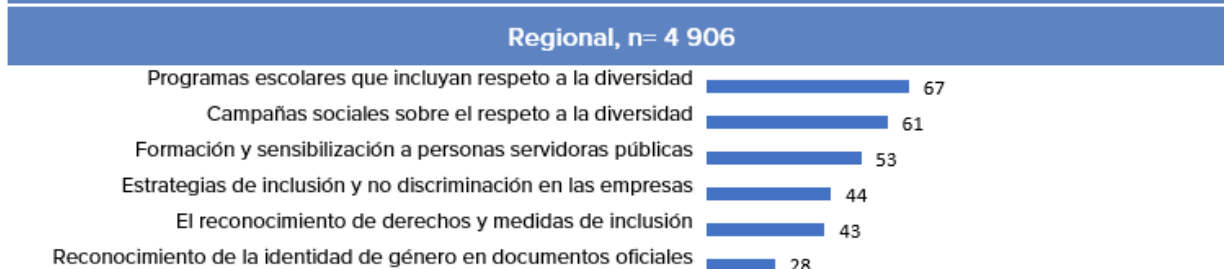 Regional, n= 4 906
Programas escolares que incluyan respeto a la diversidad 67
Campañas sociales sobre el respeto a la diversidad 61
Formación y sensibilización a personas servidoras públicas 53
Estrategias de inclusión y no discriminación en las empresas 44
El reconocimiento de derechos y medidas de inclusión 43
Reconocimiento de la identidad de género en documentos oficiales 28